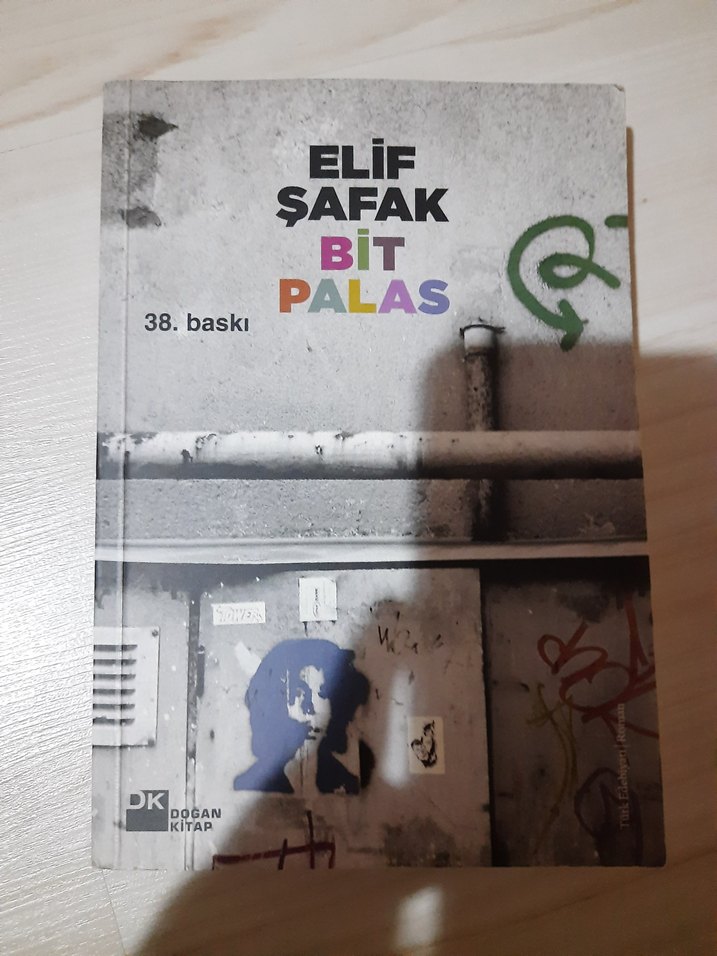 ELİF
ŞAFAK
BİT
PALAS
38. baskı
DK
DOĞAN
KİTAP
Türk Edebiyatı / Roman